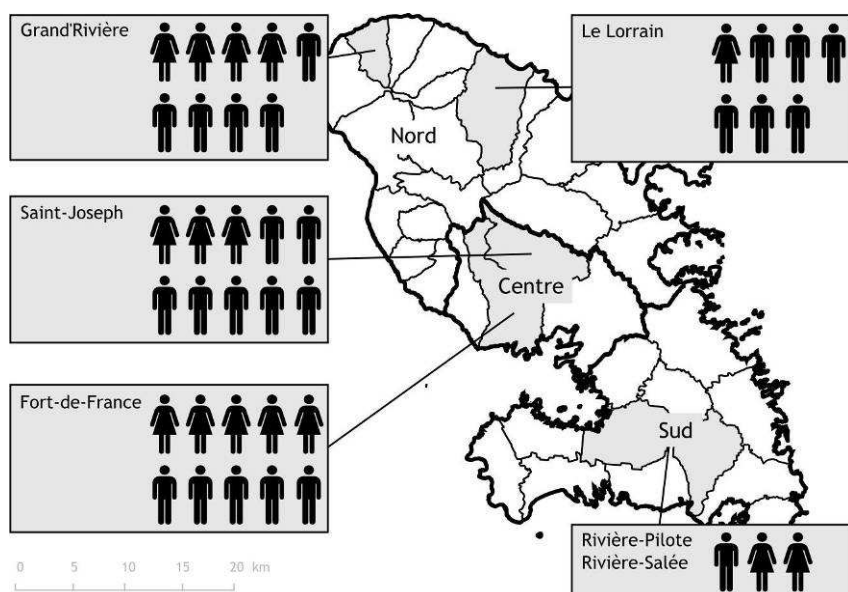 Grand'Rivière
Le Lorrain
Nord
Saint-Joseph
Centre
Fort-de-France
Sud
Rivière-Pilote
Rivière-Salée
0 5 10 15 20 km